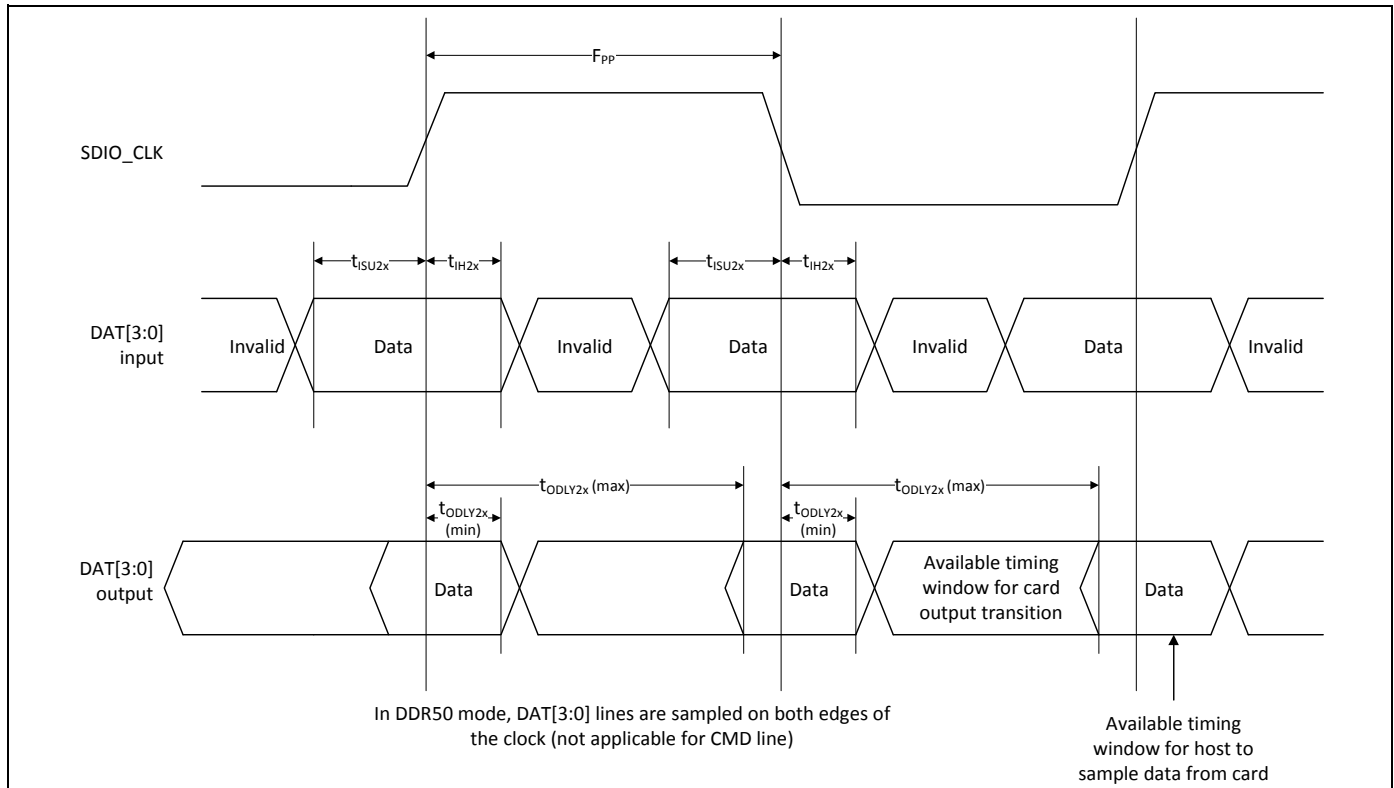 F_PP
SDIO_CLK
t_ISU2x t_IH2x t_ISU2x t_IH2x
DAT[3:0]
input
Invalid Data Invalid Data Invalid Data Invalid
t_ODLY2x (max) t_ODLY2x (max)
t_ODLY2x
(min)
t_ODLY2x
(min)
DAT[3:0]
output
Data Data
Available timing
window for card
output transition
Data
In DDR50 mode, DAT[3:0] lines are sampled on both edges of
the clock (not applicable for CMD line)
Available timing
window for host to
sample data from card